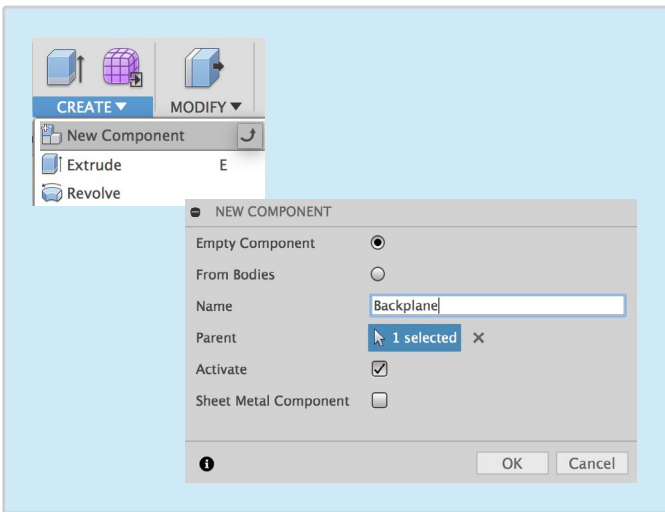 CREATE ▼ MODIFY ▼
New Component
Extrude E
Revolve
NEW COMPONENT
Empty Component
From Bodies
Name Backplane
Parent 1 selected ×
Activate
Sheet Metal Component
OK Cancel